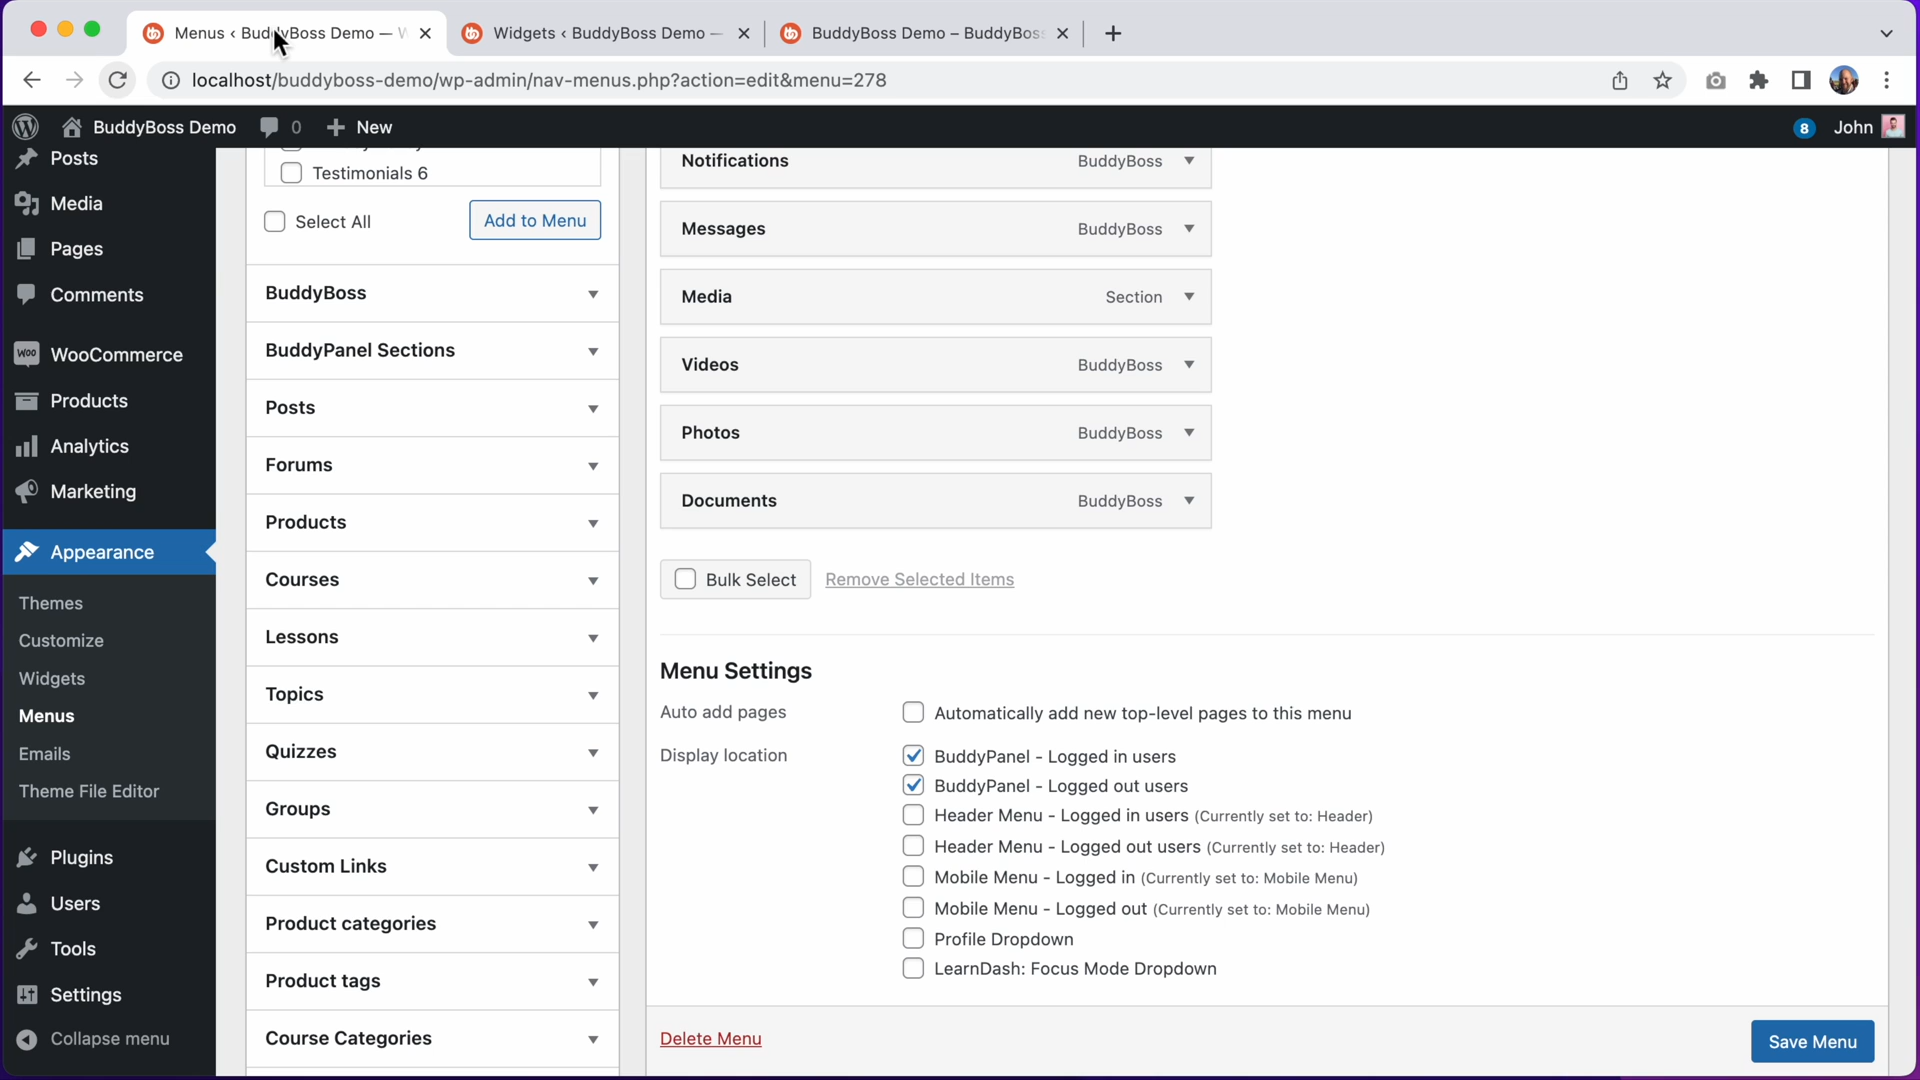 Menus ‹ BuddyBoss Demo — W
Widgets ‹ BuddyBoss Demo —
BuddyBoss Demo – BuddyBos
localhost/buddyboss-demo/wp-admin/nav-menus.php?action=edit&menu=278
BuddyBoss Demo
0
New
8
John
Posts
Media
Pages
Comments
WooCommerce
Products
Analytics
Marketing
Appearance
Themes
Customize
Widgets
Menus
Emails
Theme File Editor
Plugins
Users
Tools
Settings
Collapse menu
Testimonials 6
Select All
Add to Menu
BuddyBoss
BuddyPanel Sections
Posts
Forums
Products
Courses
Lessons
Topics
Quizzes
Groups
Custom Links
Product categories
Product tags
Course Categories
Notifications BuddyBoss
Messages BuddyBoss
Media Section
Videos BuddyBoss
Photos BuddyBoss
Documents BuddyBoss
Bulk Select Remove Selected Items
Menu Settings
Auto add pages Automatically add new top-level pages to this menu
Display location BuddyPanel - Logged in users
BuddyPanel - Logged out users
Header Menu - Logged in users (Currently set to: Header)
Header Menu - Logged out users (Currently set to: Header)
Mobile Menu - Logged in (Currently set to: Mobile Menu)
Mobile Menu - Logged out (Currently set to: Mobile Menu)
Profile Dropdown
LearnDash: Focus Mode Dropdown
Delete Menu
Save Menu